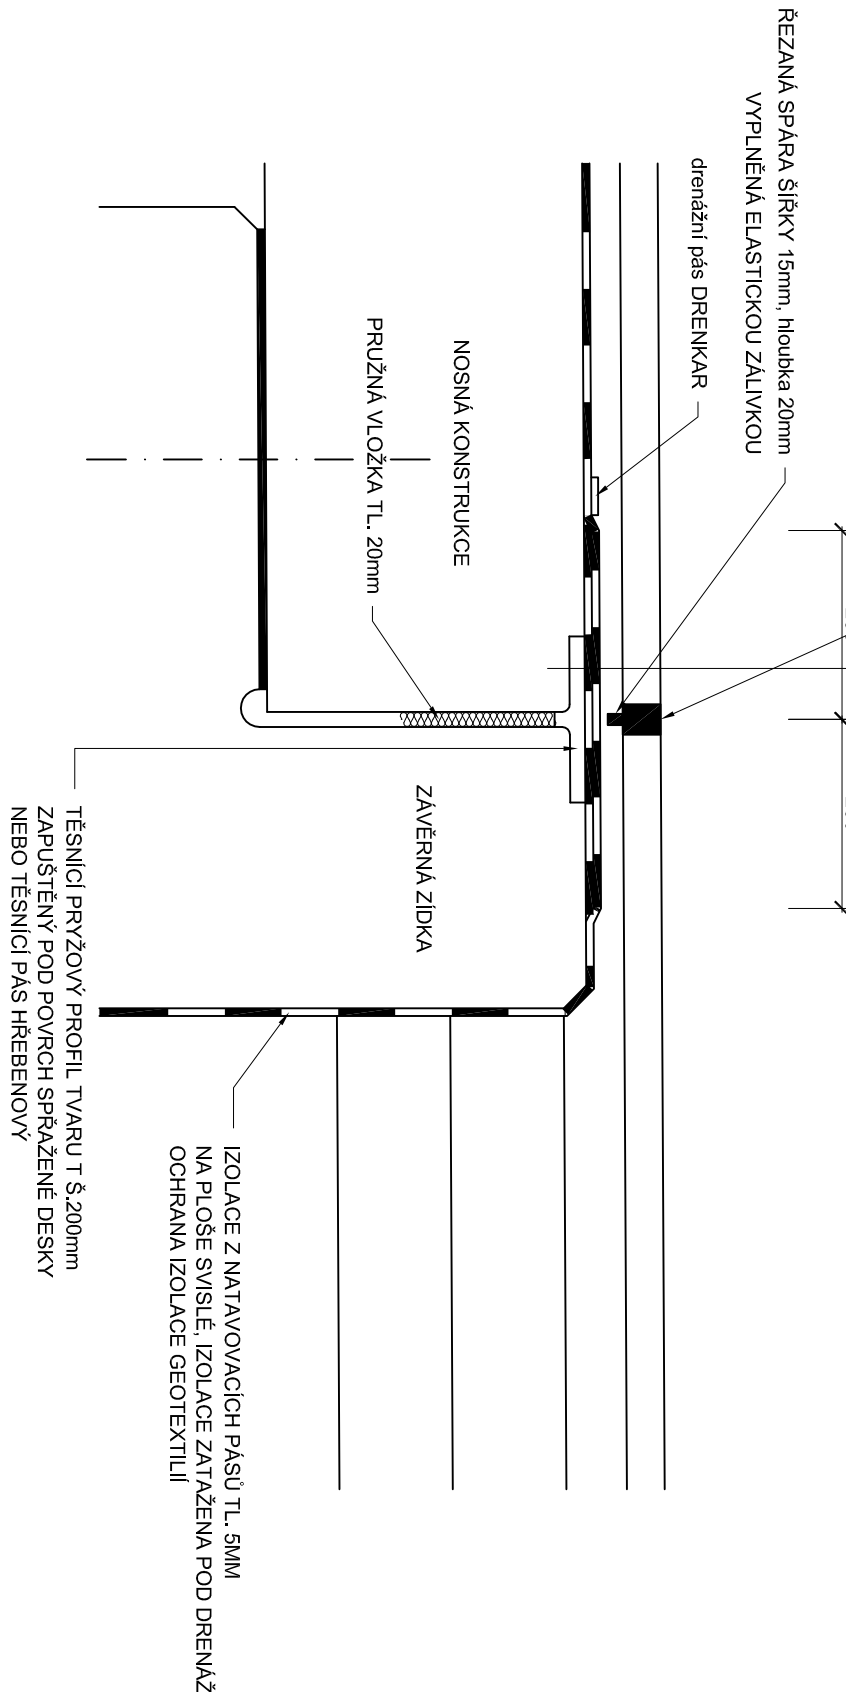 ŘEZANÁ SPÁRA ŠÍŘKY 15mm, hloubka 20mm
VYPLNĚNÁ ELASTICKOU ZÁLIVKOU
drenážní pás DRENKAR
NOSNÁ KONSTRUKCE
PRUŽNÁ VLOŽKA TL. 20mm
ZÁVĚRNÁ ZÍDKA
TĚSNÍCÍ PRYŽOVÝ PROFIL TVARU T Š.200mm
ZAPUŠTĚNÝ POD POVRCH SPŘAŽENÉ DESKY
NEBO TĚSNÍCÍ PÁS HŘEBENOVÝ
IZOLACE Z NATAVOVACÍCH PÁSŮ TL. 5MM
NA PLOŠE SVISLÉ, IZOLACE ZATAŽENA POD DRENÁŽ
OCHRANA IZOLACE GEOTEXTILIÍ